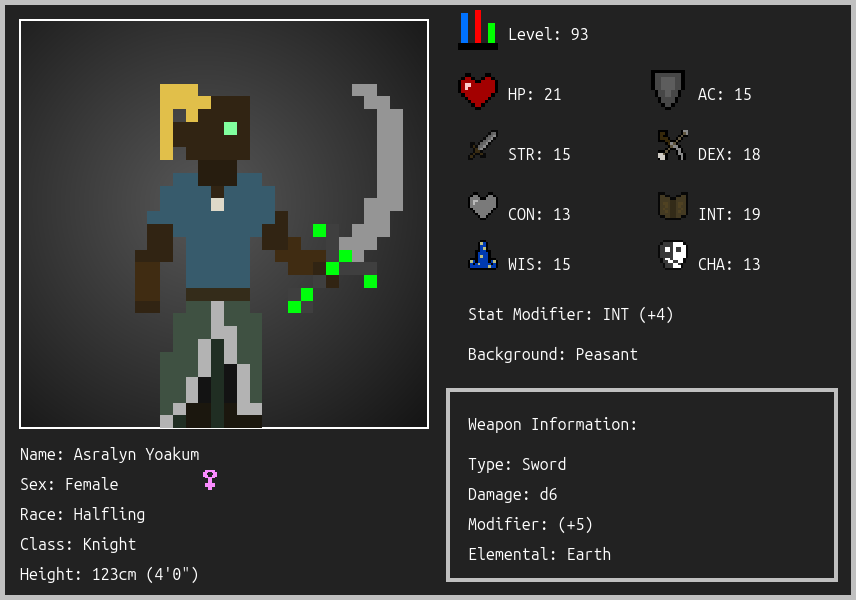 Level: 93
HP: 21
AC: 15
STR: 15
DEX: 18
CON: 13
INT: 19
WIS: 15
CHA: 13
Stat Modifier: INT (+4)
Background: Peasant
Weapon Information:
Type: Sword
Damage: d6
Modifier: (+5)
Elemental: Earth
Name: Asralyn Yoakum
Sex: Female
Race: Halfling
Class: Knight
Height: 123cm (4'0")